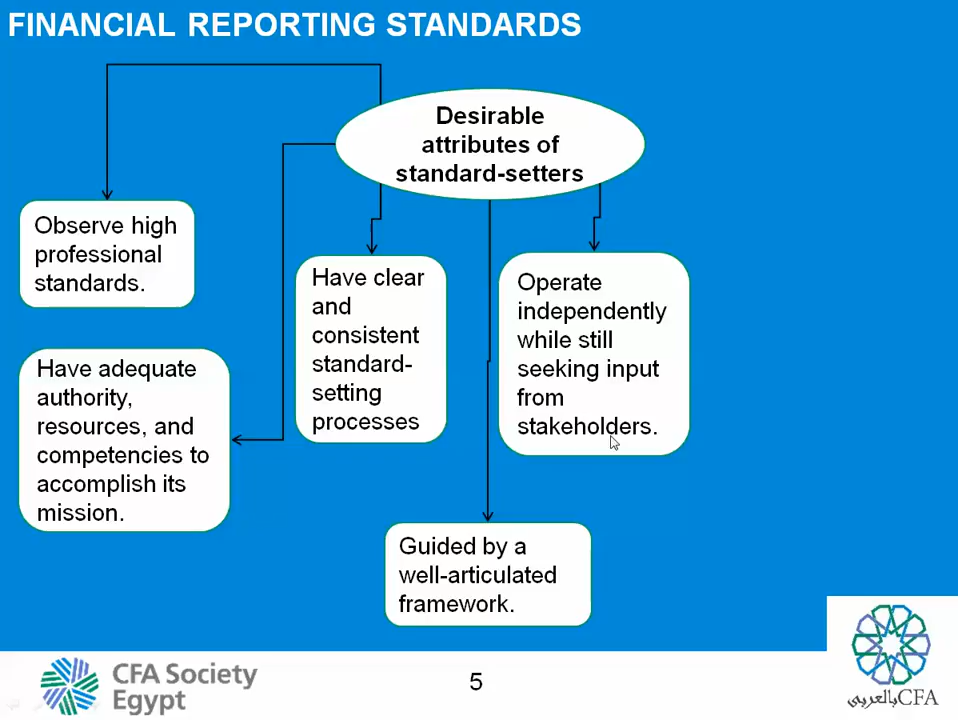 FINANCIAL REPORTING STANDARDS
Desirable
attributes of
standard-setters
Observe high
professional
standards.
Have adequate
authority,
resources, and
competencies to
accomplish its
mission.
Have clear
and
consistent
standard-
setting
processes
Operate
independently
while still
seeking input
from
stakeholders.
Guided by a
well-articulated
framework.
CFA Society
Egypt
5
CFA بالعربي